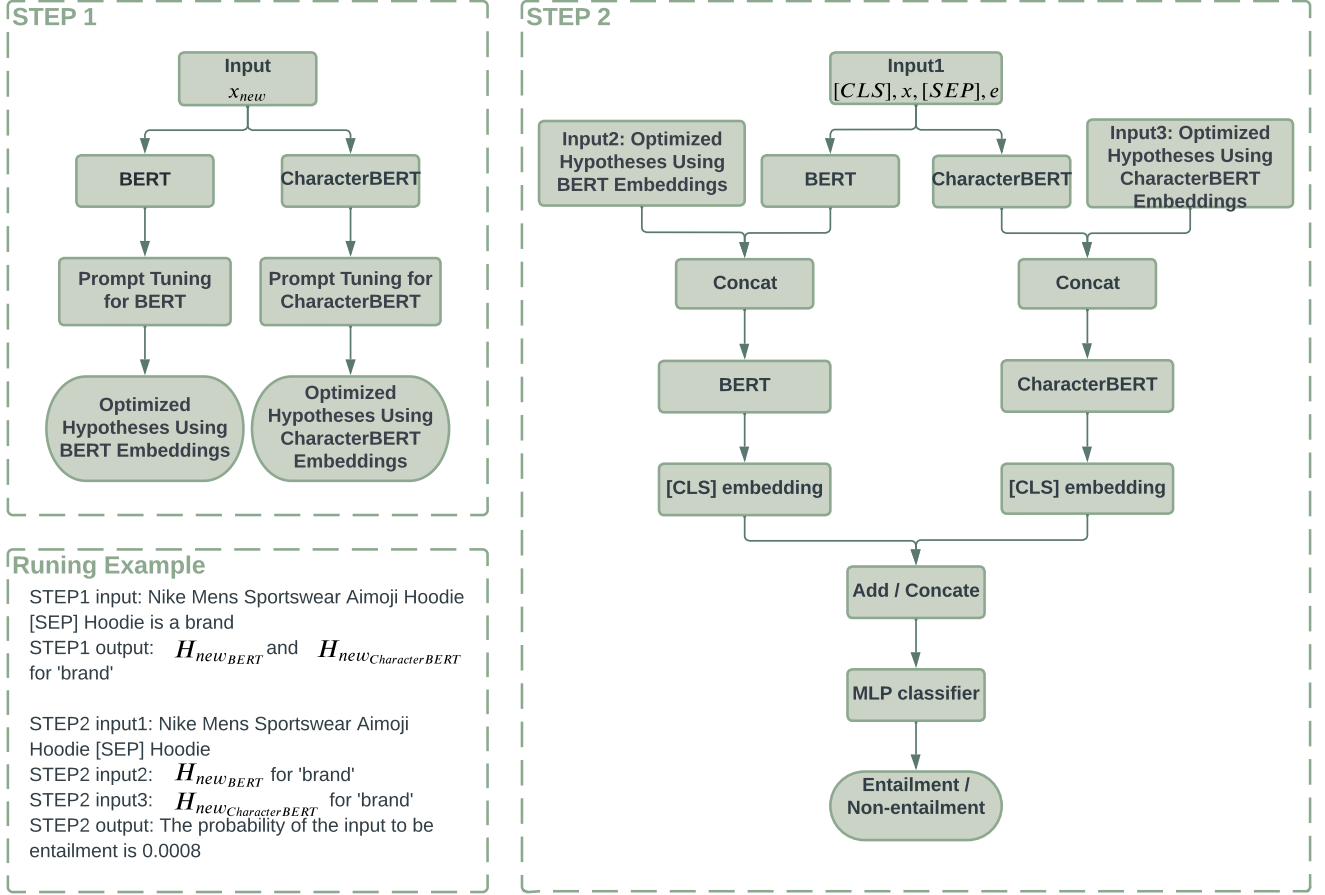 STEP 1
Input
x_new
BERT
CharacterBERT
Prompt Tuning
for BERT
Prompt Tuning for
CharacterBERT
Optimized
Hypotheses Using
BERT Embeddings
Optimized
Hypotheses Using
CharacterBERT
Embeddings
Runing Example
STEP1 input: Nike Mens Sportswear Aimoji Hoodie
[SEP] Hoodie is a brand
STEP1 output: H_new_BERT and H_new_CharacterBERT
for 'brand'
STEP2 input1: Nike Mens Sportswear Aimoji
Hoodie [SEP] Hoodie
STEP2 input2: H_new_BERT for 'brand'
STEP2 input3: H_new_CharacterBERT for 'brand'
STEP2 output: The probability of the input to be
entailment is 0.0008
STEP 2
Input1
[CLS], x, [SEP], e
Input2: Optimized
Hypotheses Using
BERT Embeddings
BERT
CharacterBERT
Input3: Optimized
Hypotheses Using
CharacterBERT
Embeddings
Concat
Concat
BERT
CharacterBERT
[CLS] embedding
[CLS] embedding
Add / Concate
MLP classifier
Entailment /
Non-entailment